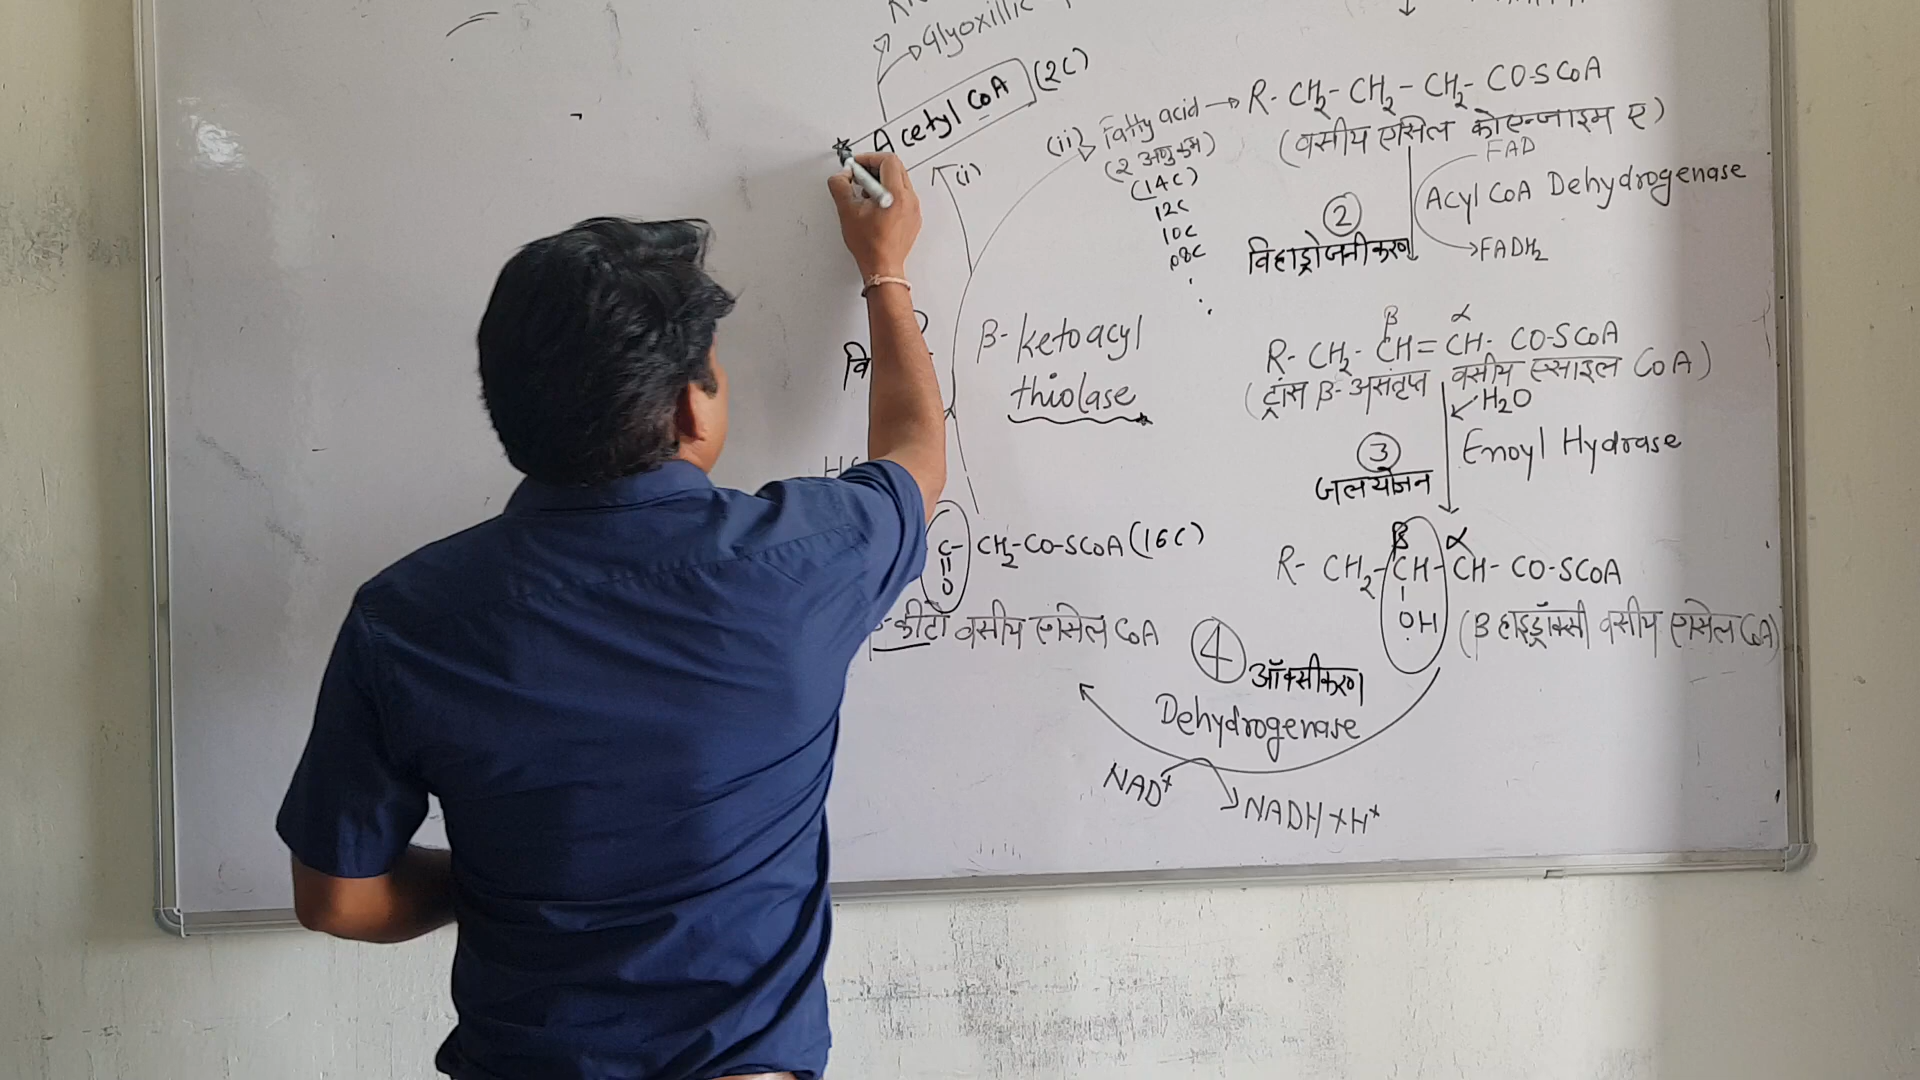 Glyoxillic
Acetyl CoA (2C)
(i)
(ii) Fatty acid → R- CH2- CH2 - CH2- CO-SCoA
(2 अणु कम)
(14C)
12C
10C
08C
(वसीय एसिल कोएन्जाइम ए)
FAD
Acyl CoA Dehydrogenase
FADH2
2
विहाड्रोजनीकरण
β α
R- CH2- CH = CH- CO-SCoA
(ट्रांस β-असंतृप्त वसीय एसाइल CoA)
H2O
3
जलयोजन
Enoyl Hydrase
β α
R- CH2- CH- CH- CO-SCoA
OH
(β हाइड्रॉक्सी वसीय एसिल CoA)
4
ऑक्सीकरण
Dehydrogenase
NAD+
NADH + H+
C- CH2-CO-SCoA (16C)
O
-कीटो वसीय एसिल CoA
β-ketoacyl
thiolase
वि